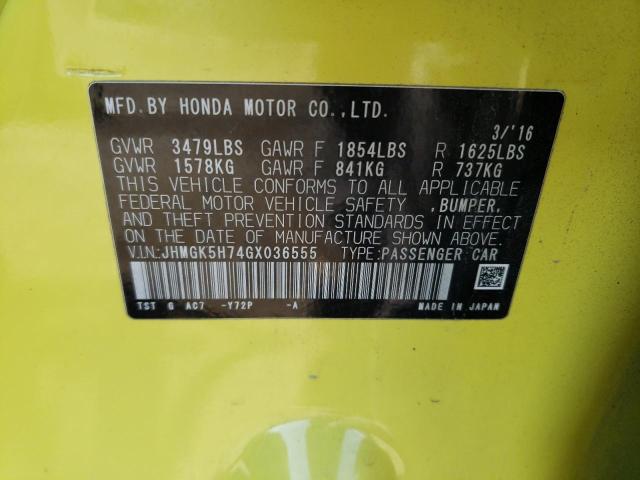 MFD.BY HONDA MOTOR CO.,LTD.
3/'16
GVWR 3479LBS GAWR F 1854LBS R 1625LBS
GVWR 1578KG GAWR F 841KG R 737KG
THIS VEHICLE CONFORMS TO ALL APPLICABLE
FEDERAL MOTOR VEHICLE SAFETY ,BUMPER,
AND THEFT PREVENTION STANDARDS IN EFFECT
ON THE DATE OF MANUFACTURE SHOWN ABOVE.
V.I.N:JHMGK5H74GX036555 TYPE:PASSENGER CAR
TST G AC7 -Y72P -A MADE IN JAPAN